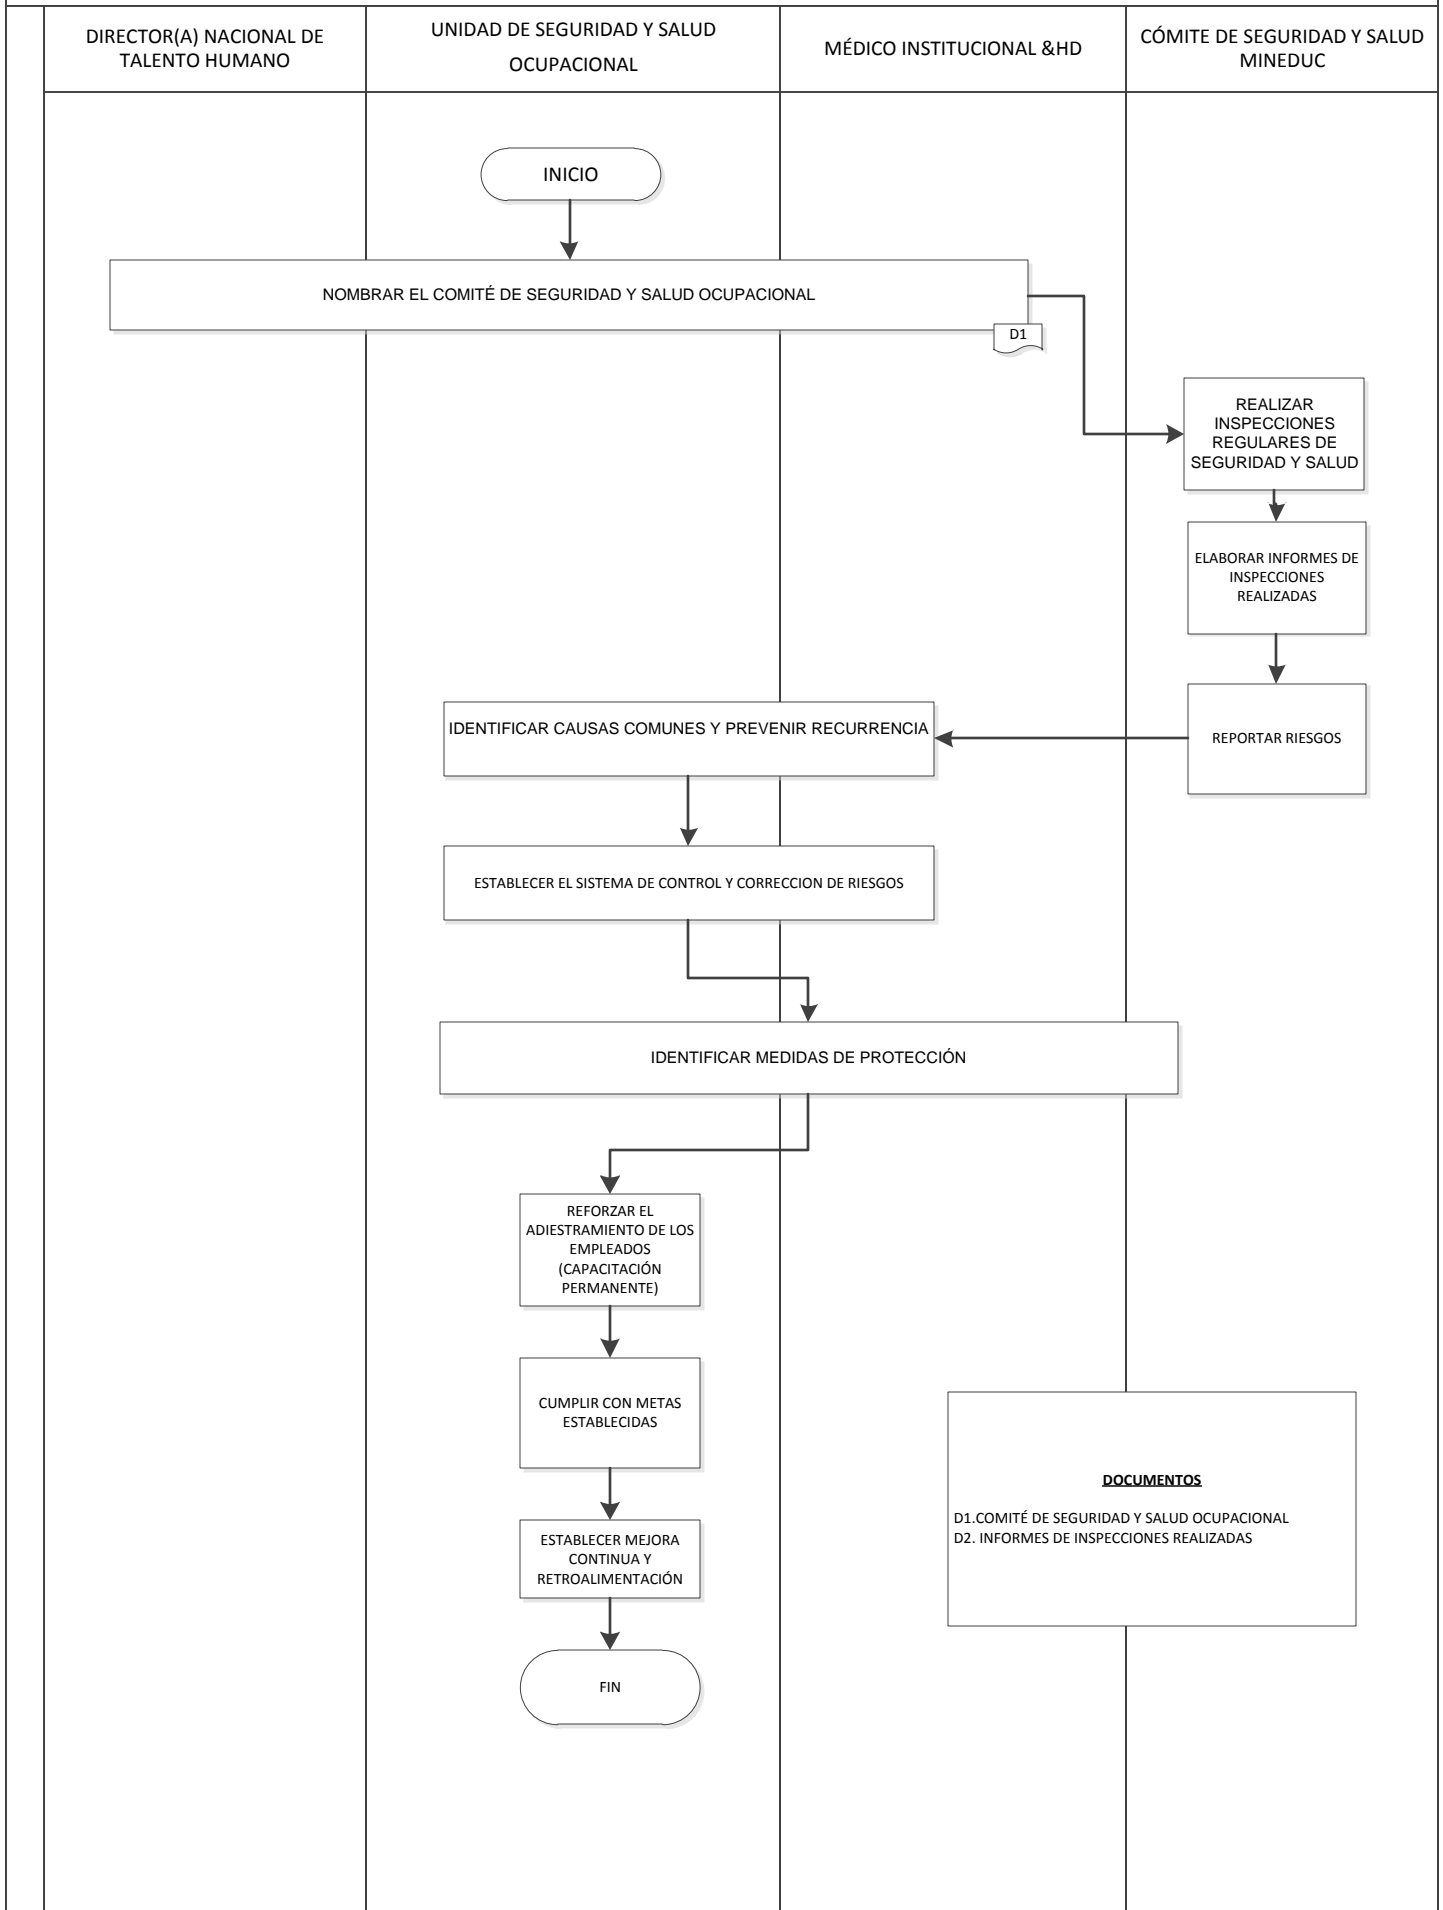 DIRECTOR(A) NACIONAL DE
TALENTO HUMANO
UNIDAD DE SEGURIDAD Y SALUD
OCUPACIONAL
MÉDICO INSTITUCIONAL &HD
CÓMITE DE SEGURIDAD Y SALUD
MINEDUC
INICIO
NOMBRAR EL COMITÉ DE SEGURIDAD Y SALUD OCUPACIONAL
D1
REALIZAR
INSPECCIONES
REGULARES DE
SEGURIDAD Y SALUD
ELABORAR INFORMES DE
INSPECCIONES
REALIZADAS
REPORTAR RIESGOS
IDENTIFICAR CAUSAS COMUNES Y PREVENIR RECURRENCIA
ESTABLECER EL SISTEMA DE CONTROL Y CORRECCION DE RIESGOS
IDENTIFICAR MEDIDAS DE PROTECCIÓN
REFORZAR EL
ADIESTRAMIENTO DE LOS
EMPLEADOS
(CAPACITACIÓN
PERMANENTE)
CUMPLIR CON METAS
ESTABLECIDAS
ESTABLECER MEJORA
CONTINUA Y
RETROALIMENTACIÓN
FIN
DOCUMENTOS
D1.COMITÉ DE SEGURIDAD Y SALUD OCUPACIONAL
D2. INFORMES DE INSPECCIONES REALIZADAS